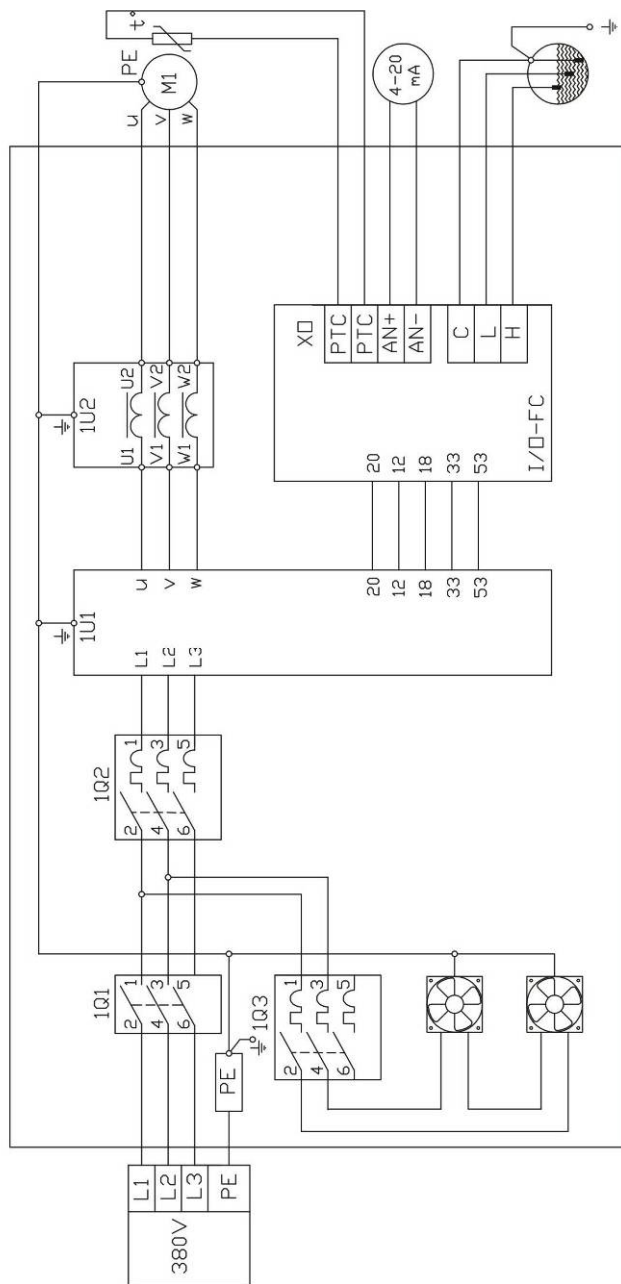 380V
L1
L2
L3
PE
PE
1Q1
2 1
4 3
6 5
1Q3
2 1
4 3
6 5
1Q2
2 1
4 3
6 5
1U1
L1 u
L2 v
L3 w
20
12
18
33
53
1U2
U1 U2
V1 V2
W1 W2
20
12
18
33
53
I/O-FC
XO
PTC
PTC
AN+
AN-
C
L
H
u
v
w
PE
M1
t°
4-20
mA